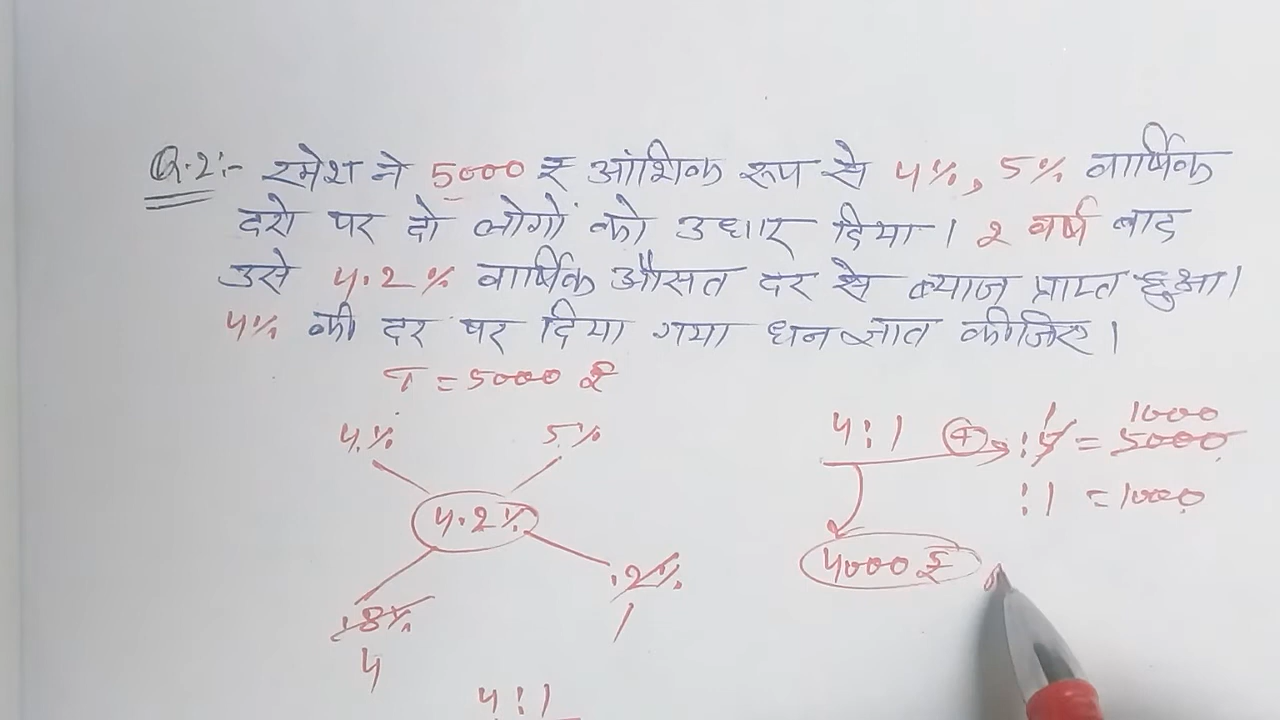 Q.2:- रमेश ने 5000 ₹ आंशिक रूप से 4%, 5% वार्षिक
दरो पर दो लोगों को उधार दिया। 2 वर्ष बाद
उसे 4.2% वार्षिक औसत दर से ब्याज प्राप्त हुआ।
4% की दर पर दिया गया धन ज्ञात कीजिए।
T = 5000 ₹
4% 5%
4.2%
.8% .2%
4 1
4:1
4:1 + :5 = 5000
1 1000
:1 = 1000
4000 ₹